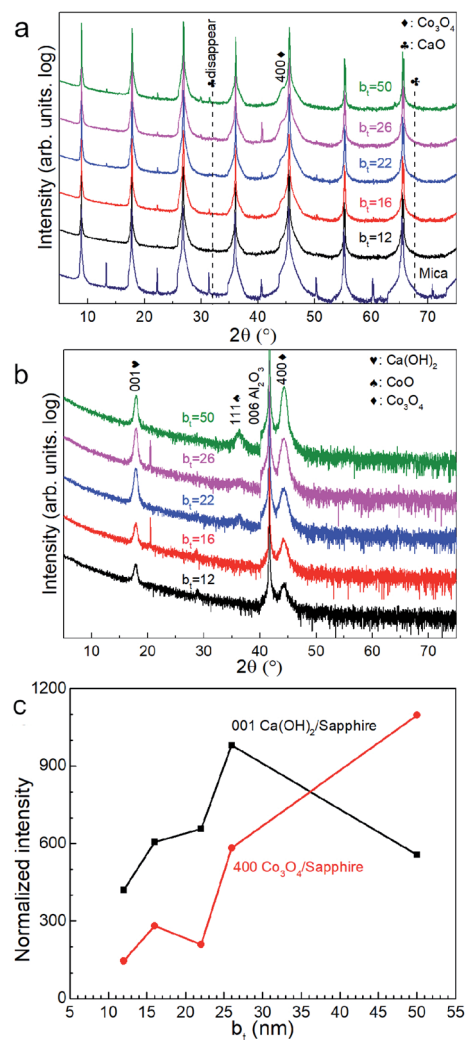 a
♦: Co3O4
♣: CaO
♣disappear
400♦
♣
bt=50
bt=26
bt=22
bt=16
bt=12
Mica
Intensity (arb. units. log)
10 20 30 40 50 60 70
2θ (°)
b
♥: Ca(OH)2
♠: CoO
♦: Co3O4
001♥
111♠
006 Al2O3
400♦
bt=50
bt=26
bt=22
bt=16
bt=12
Intensity (arb. units. log)
10 20 30 40 50 60 70
2θ (°)
c
1200
900
600
300
0
Normalized intensity
001 Ca(OH)2/Sapphire
400 Co3O4/Sapphire
5 10 15 20 25 30 35 40 45 50 55
bt (nm)